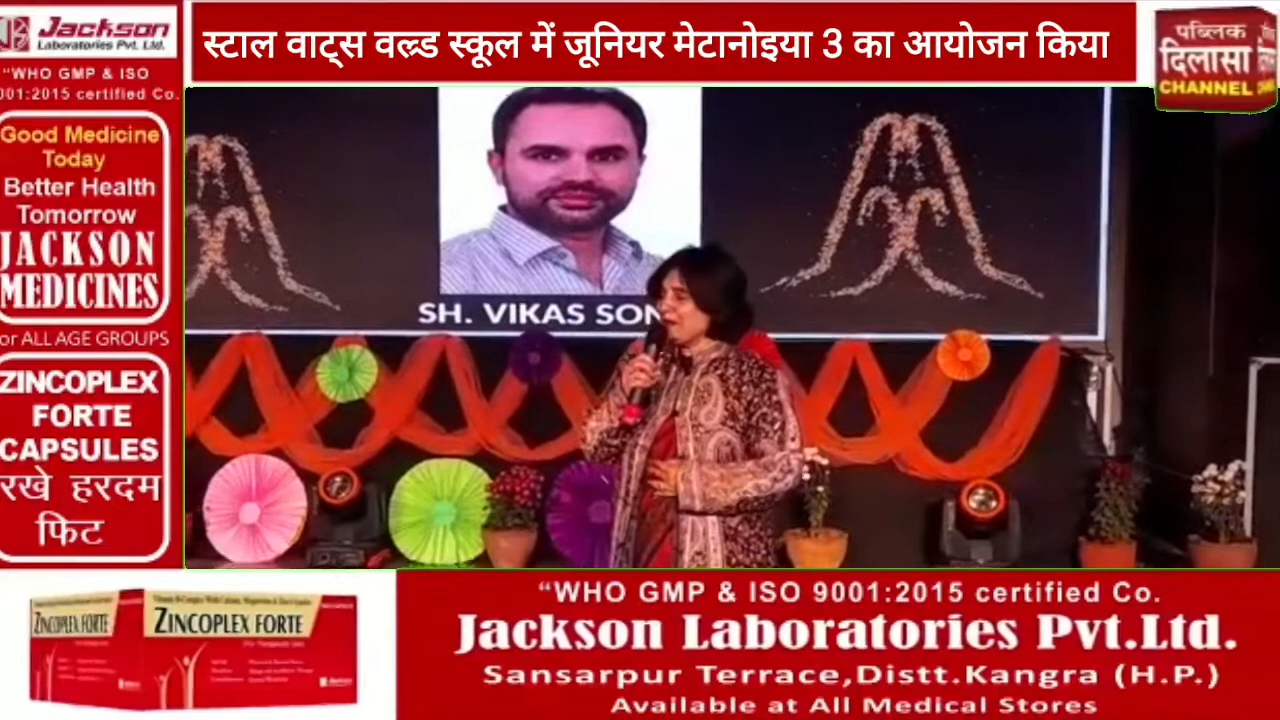 Jackson
Laboratories Pvt. Ltd.
“WHO GMP & ISO
001:2015 certified Co.
Good Medicine
Today
Better Health
Tomorrow
JACKSON
MEDICINES
or ALL AGE GROUPS
ZINCOPLEX
FORTE
CAPSULES
रखे हरदम
फिट
स्टाल वाट्स वल्र्ड स्कूल में जूनियर मेटानोइया 3 का आयोजन किया
पब्लिक
दिलासा
CHANNEL
SH. VIKAS SON
ZINCOPLEX FORTE
ZINCOPLEX FORTE
“WHO GMP & ISO 9001:2015 certified Co.
Jackson Laboratories Pvt.Ltd.
Sansarpur Terrace,Distt.Kangra (H.P.)
Available at All Medical Stores